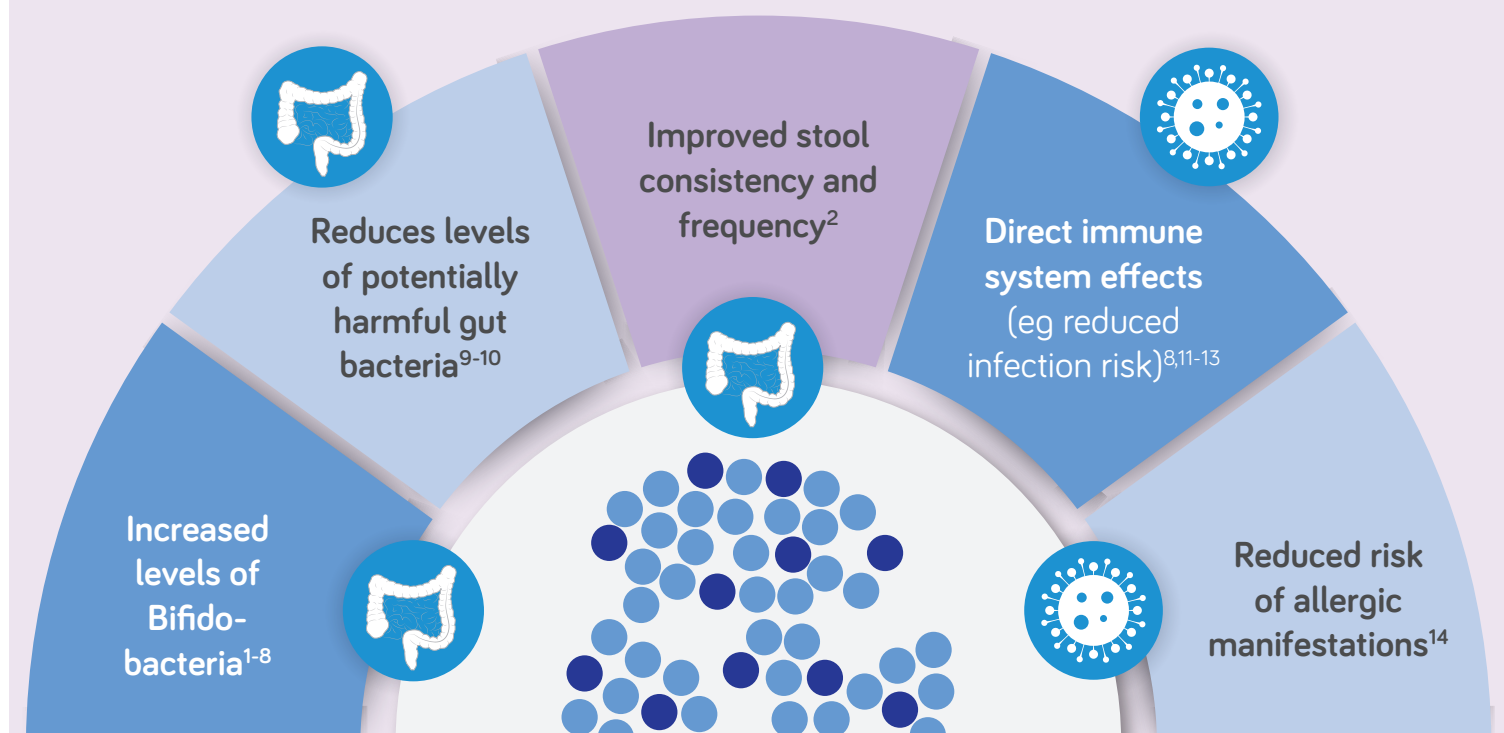 Increased
levels of
Bifido-
bacteria1-8
Reduces levels
of potentially
harmful gut
bacteria9-10
Improved stool
consistency and
frequency2
Direct immune
system effects
(eg reduced
infection risk)8,11-13
Reduced risk
of allergic
manifestations14